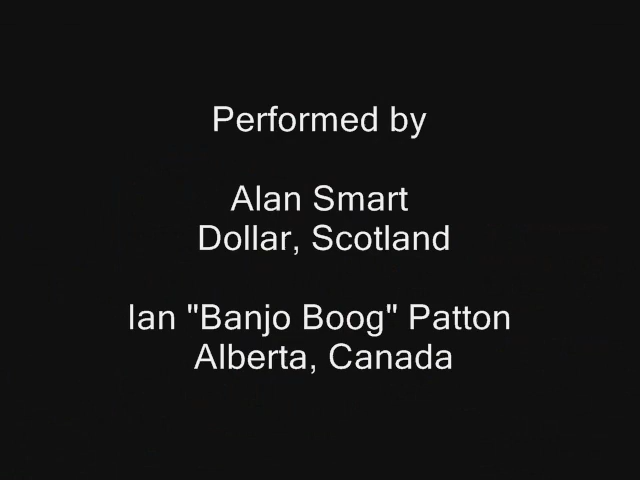 Performed by
Alan Smart
Dollar, Scotland
Ian "Banjo Boog" Patton
Alberta, Canada